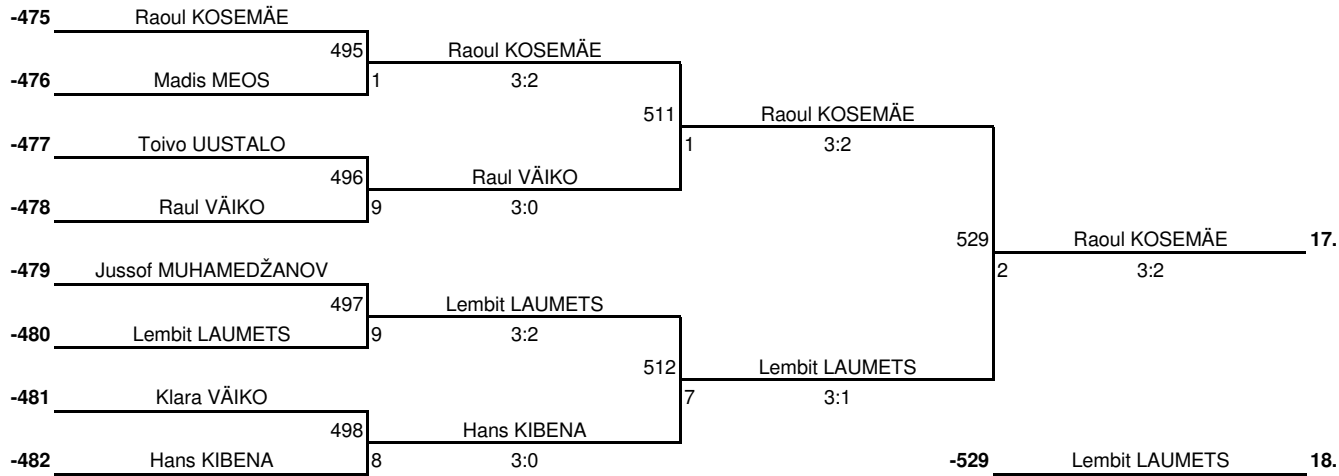 -475 Raoul KOSEMÄE
495 Raoul KOSEMÄE
-476 Madis MEOS 1 3:2
511 Raoul KOSEMÄE
-477 Toivo UUSTALO 1 3:2
496 Raul VÄIKO
-478 Raul VÄIKO 9 3:0
529 Raoul KOSEMÄE 17.
-479 Jussof MUHAMEDŽANOV 2 3:2
497 Lembit LAUMETS
-480 Lembit LAUMETS 9 3:2
512 Lembit LAUMETS
-481 Klara VÄIKO 7 3:1
498 Hans KIBENA
-482 Hans KIBENA 8 3:0 -529 Lembit LAUMETS 18.